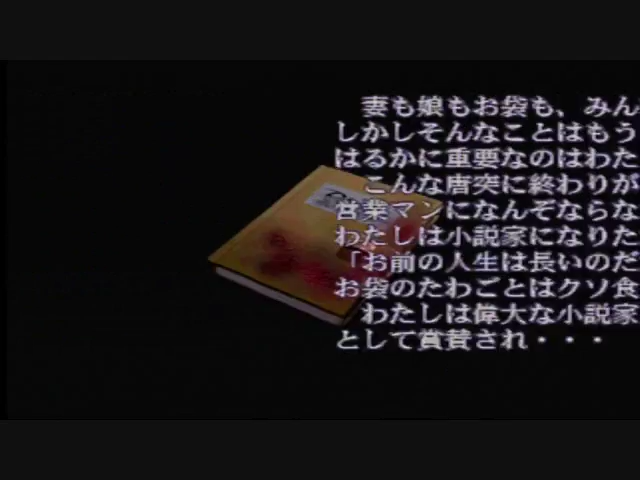 妻も娘もお袋も、みん
しかしそんなことはもう
はるかに重要なのはわた
こんな唐突に終わりが
営業マンになんぞならな
わたしは小説家になりた
「お前の人生は長いのだ
お袋のたわごとはクソ食
わたしは偉大な小説家
として賞賛され・・・